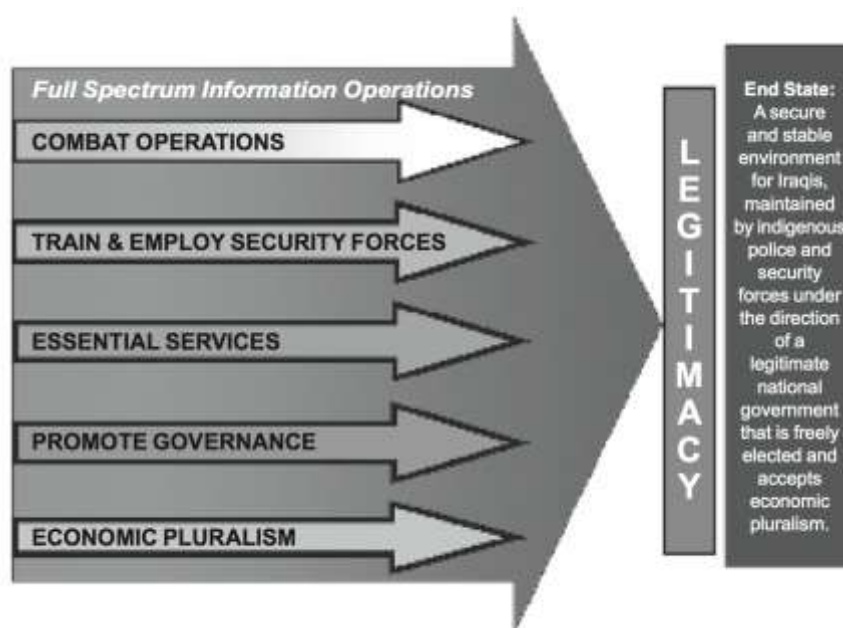 Full Spectrum Information Operations
COMBAT OPERATIONS
TRAIN & EMPLOY SECURITY FORCES
ESSENTIAL SERVICES
PROMOTE GOVERNANCE
ECONOMIC PLURALISM
LEGITIMACY
End State:
A secure
and stable
environment
for Iraqis,
maintained
by indigenous
police and
security
forces under
the direction
of a
legitimate
national
government
that is freely
elected and
accepts
economic
pluralism.